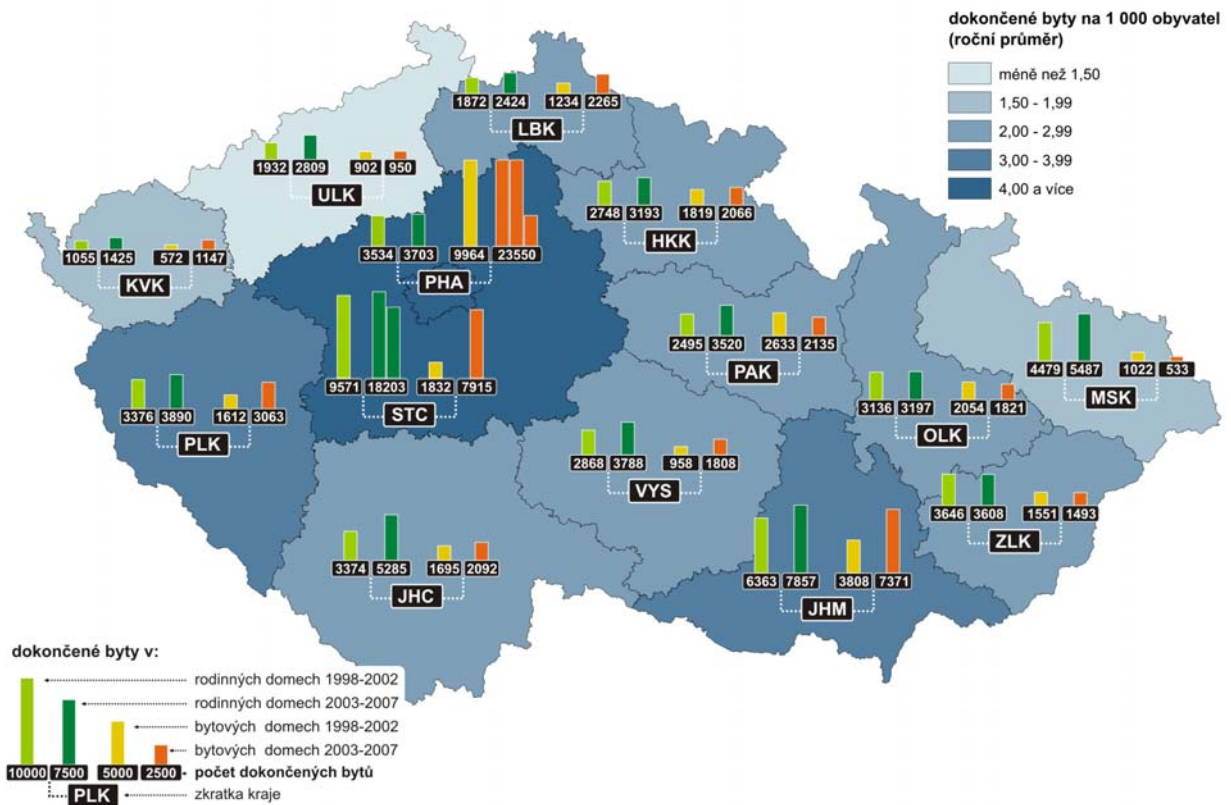 dokončené byty na 1 000 obyvatel
(roční průměr)
méně než 1,50
1,50 - 1,99
2,00 - 2,99
3,00 - 3,99
4,00 a více
1872 2424 1234 2265
LBK
1932 2809 902 950
ULK
2748 3193 1819 2066
HKK
1055 1425 572 1147
KVK
3534 3703 9964 23550
PHA
2495 3520 2633 2135
PAK
4479 5487 1022 533
MSK
9571 18203 1832 7915
STC
3376 3890 1612 3063
PLK
3136 3197 2054 1821
OLK
2868 3788 958 1808
VYS
3646 3608 1551 1493
ZLK
3374 5285 1695 2092
JHC
6363 7857 3808 7371
JHM
dokončené byty v:
rodinných domech 1998-2002
rodinných domech 2003-2007
bytových domech 1998-2002
bytových domech 2003-2007
10000 7500 5000 2500 počet dokončených bytů
PLK zkratka kraje